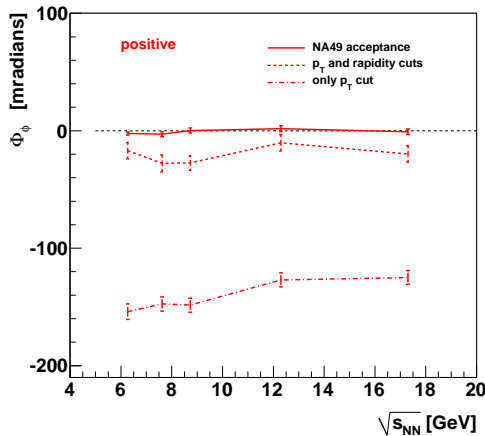 100
positive
NA49 acceptance
p_T and rapidity cuts
only p_T cut
Φ_ϕ [mradians]
0
-100
-200
4 6 8 10 12 14 16 18 20
√s_NN [GeV]